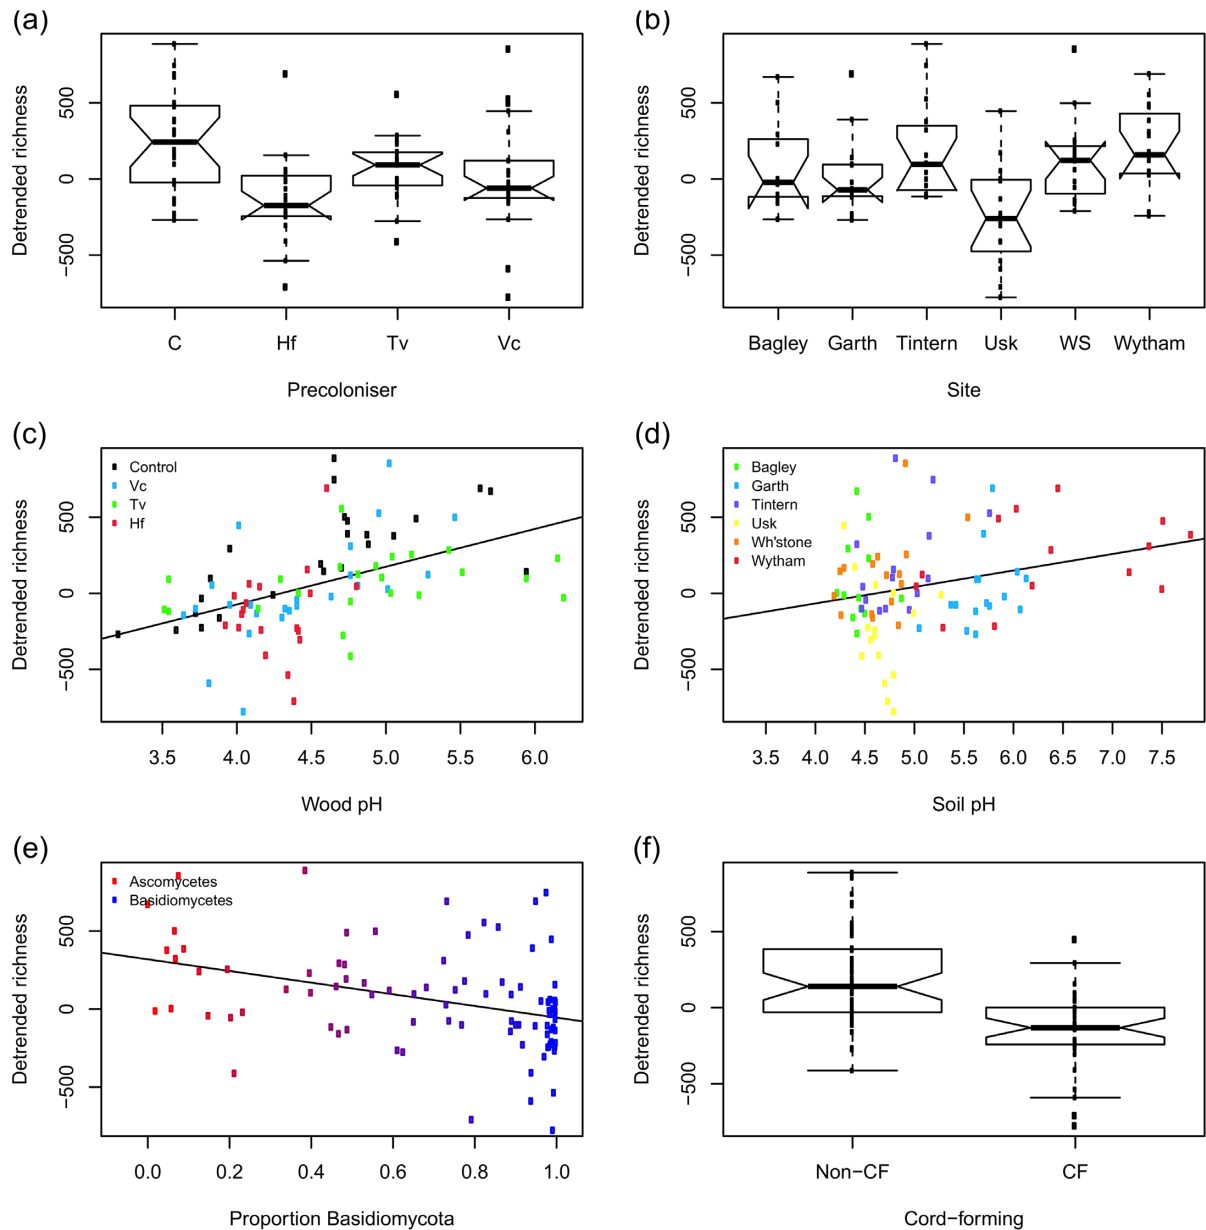 (a)
Detrended richness
500
0
−500
C Hf Tv Vc
Precoloniser
(b)
Detrended richness
500
0
−500
Bagley Garth Tintern Usk WS Wytham
Site
(c)
Detrended richness
500
0
−500
Control
Vc
Tv
Hf
3.5 4.0 4.5 5.0 5.5 6.0
Wood pH
(d)
Detrended richness
500
0
−500
Bagley
Garth
Tintern
Usk
Wh'stone
Wytham
3.5 4.0 4.5 5.0 5.5 6.0 6.5 7.0 7.5
Soil pH
(e)
Detrended richness
500
0
−500
Ascomycetes
Basidiomycetes
0.0 0.2 0.4 0.6 0.8 1.0
Proportion Basidiomycota
(f)
Detrended richness
500
0
−500
Non−CF CF
Cord−forming